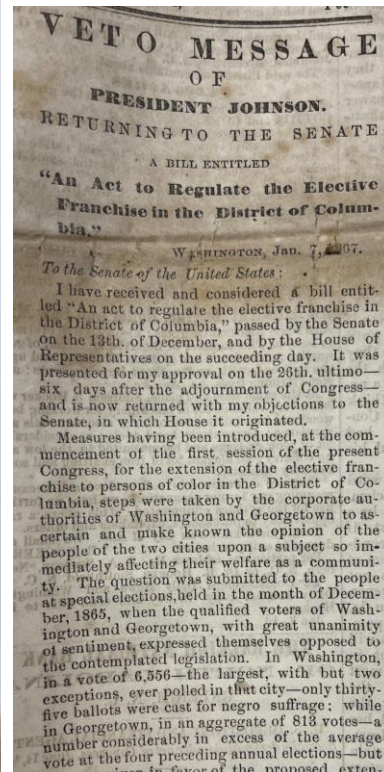 VETO MESSAGE
OF
PRESIDENT JOHNSON.
RETURNING TO THE SENATE
A BILL ENTITLED
“An Act to Regulate the Elective
Franchise in the District of Colum-
bia.”
WASHINGTON, Jan. 7, 1867.
To the Senate of the United States:
I have received and considered a bill entit-
led “An act to regulate the elective franchise in
the District of Columbia,” passed by the Senate
on the 13th. of December, and by the House of
Representatives on the succeeding day. It was
presented for my approval on the 26th. ultimo—
six days after the adjournment of Congress—
and is now returned with my objections to the
Senate, in which House it originated.
Measures having been introduced, at the com-
mencement of the first session of the present
Congress, for the extension of the elective fran-
chise to persons of color in the District of Co-
lumbia, steps were taken by the corporate au-
thorities of Washington and Georgetown to as-
certain and make known the opinion of the
people of the two cities upon a subject so im-
mediately affecting their welfare as a communi-
ty. The question was submitted to the people
at special elections,held in the month of Decem-
ber, 1865, when the qualified voters of Wash-
ington and Georgetown, with great unanimity
of sentiment, expressed themselves opposed to
the contemplated legislation. In Washington,
in a vote of 6,556—the largest, with but two
exceptions, ever polled in that city—only thirty-
five ballots were cast for negro suffrage: while
in Georgetown, in an aggregate of 813 votes—a
number considerably in excess of the average
vote at the four preceding annual elections—but
in favor of the proposed exten-